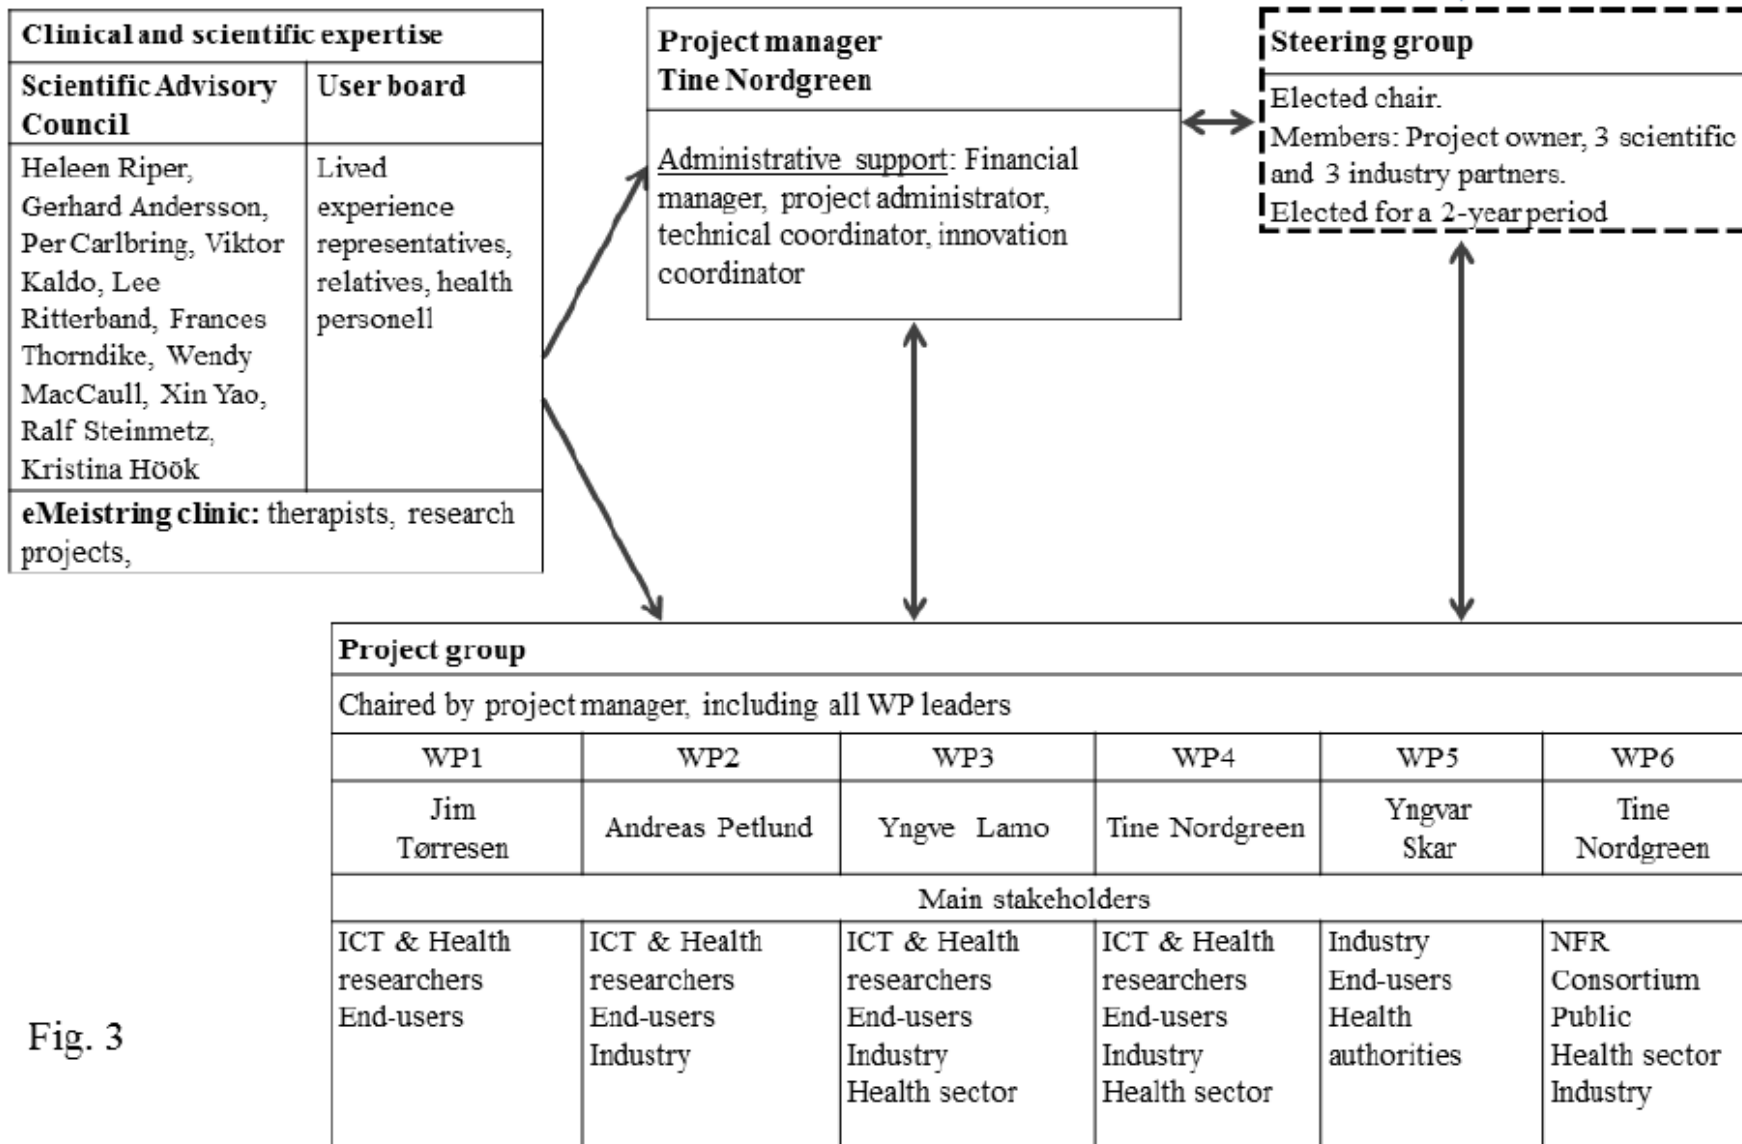 Clinical and scientific expertise
Scientific Advisory
Council
User board
Heleen Riper,
Gerhard Andersson,
Per Carlbring, Viktor
Kaldo, Lee
Ritterband, Frances
Thorndike, Wendy
MacCaull, Xin Yao,
Ralf Steinmetz,
Kristina Höök
Lived
experience
representatives,
relatives, health
personell
eMeistring clinic: therapists, research
projects,
Project manager
Tine Nordgreen
Administrative support: Financial
manager, project administrator,
technical coordinator, innovation
coordinator
Steering group
Elected chair.
Members: Project owner, 3 scientific
and 3 industry partners.
Elected for a 2-year period
Project group
Chaired by project manager, including all WP leaders
WP1
WP2
WP3
WP4
WP5
WP6
Jim
Tørresen
Andreas Petlund
Yngve Lamo
Tine Nordgreen
Yngvar
Skar
Tine
Nordgreen
Main stakeholders
ICT & Health
researchers
End-users
ICT & Health
researchers
End-users
Industry
ICT & Health
researchers
End-users
Industry
Health sector
ICT & Health
researchers
End-users
Industry
Health sector
Industry
End-users
Health
authorities
NFR
Consortium
Public
Health sector
Industry
Fig. 3